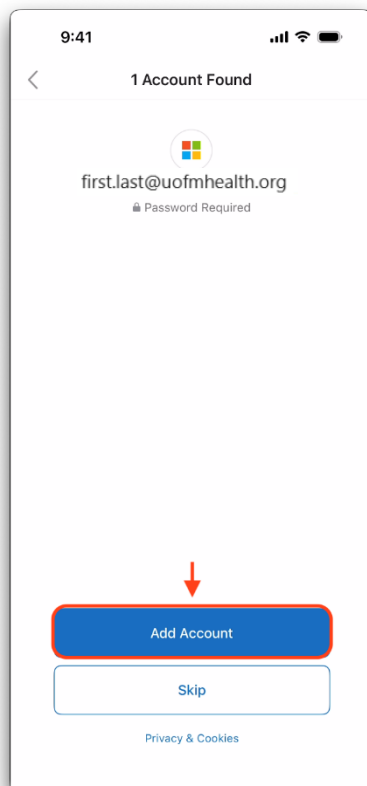 9:41
1 Account Found
first.last@uofmhealth.org
Password Required
Add Account
Skip
Privacy & Cookies